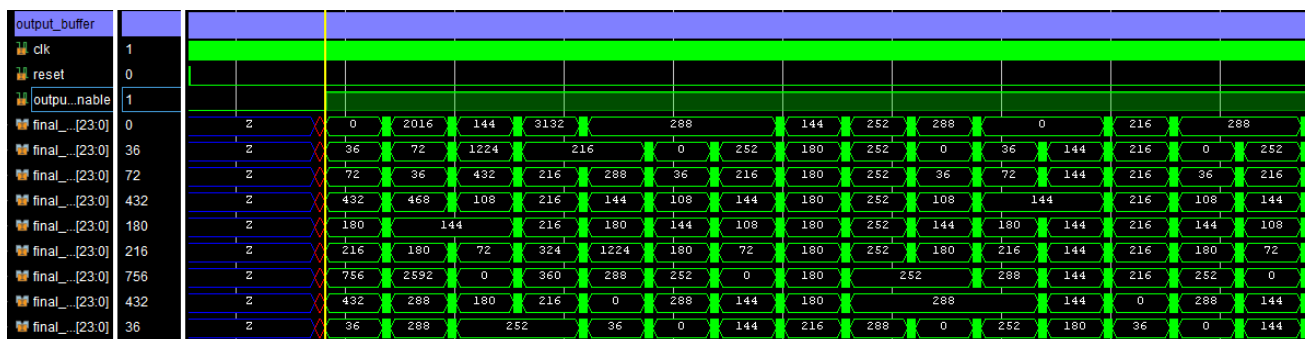 output_buffer
clk 1
reset 0
outpu...nable 1
final_...[23:0] 0 Z 0 2016 144 3132 288 144 252 288 0 216 288
final_...[23:0] 36 Z 36 72 1224 216 0 252 180 252 0 36 144 216 0 252
final_...[23:0] 72 Z 72 36 432 216 288 36 216 180 252 36 72 144 216 36 216
final_...[23:0] 432 Z 432 468 108 216 144 108 144 180 252 108 144 216 108 144
final_...[23:0] 180 Z 180 144 216 180 144 108 180 252 144 180 144 216 144 108
final_...[23:0] 216 Z 216 180 72 324 1224 180 72 180 252 180 216 144 216 180 72
final_...[23:0] 756 Z 756 2592 0 360 288 252 0 180 252 288 144 216 252 0
final_...[23:0] 432 Z 432 288 180 216 0 288 144 180 288 144 0 288 144
final_...[23:0] 36 Z 36 288 252 36 0 144 216 288 0 252 180 36 0 144